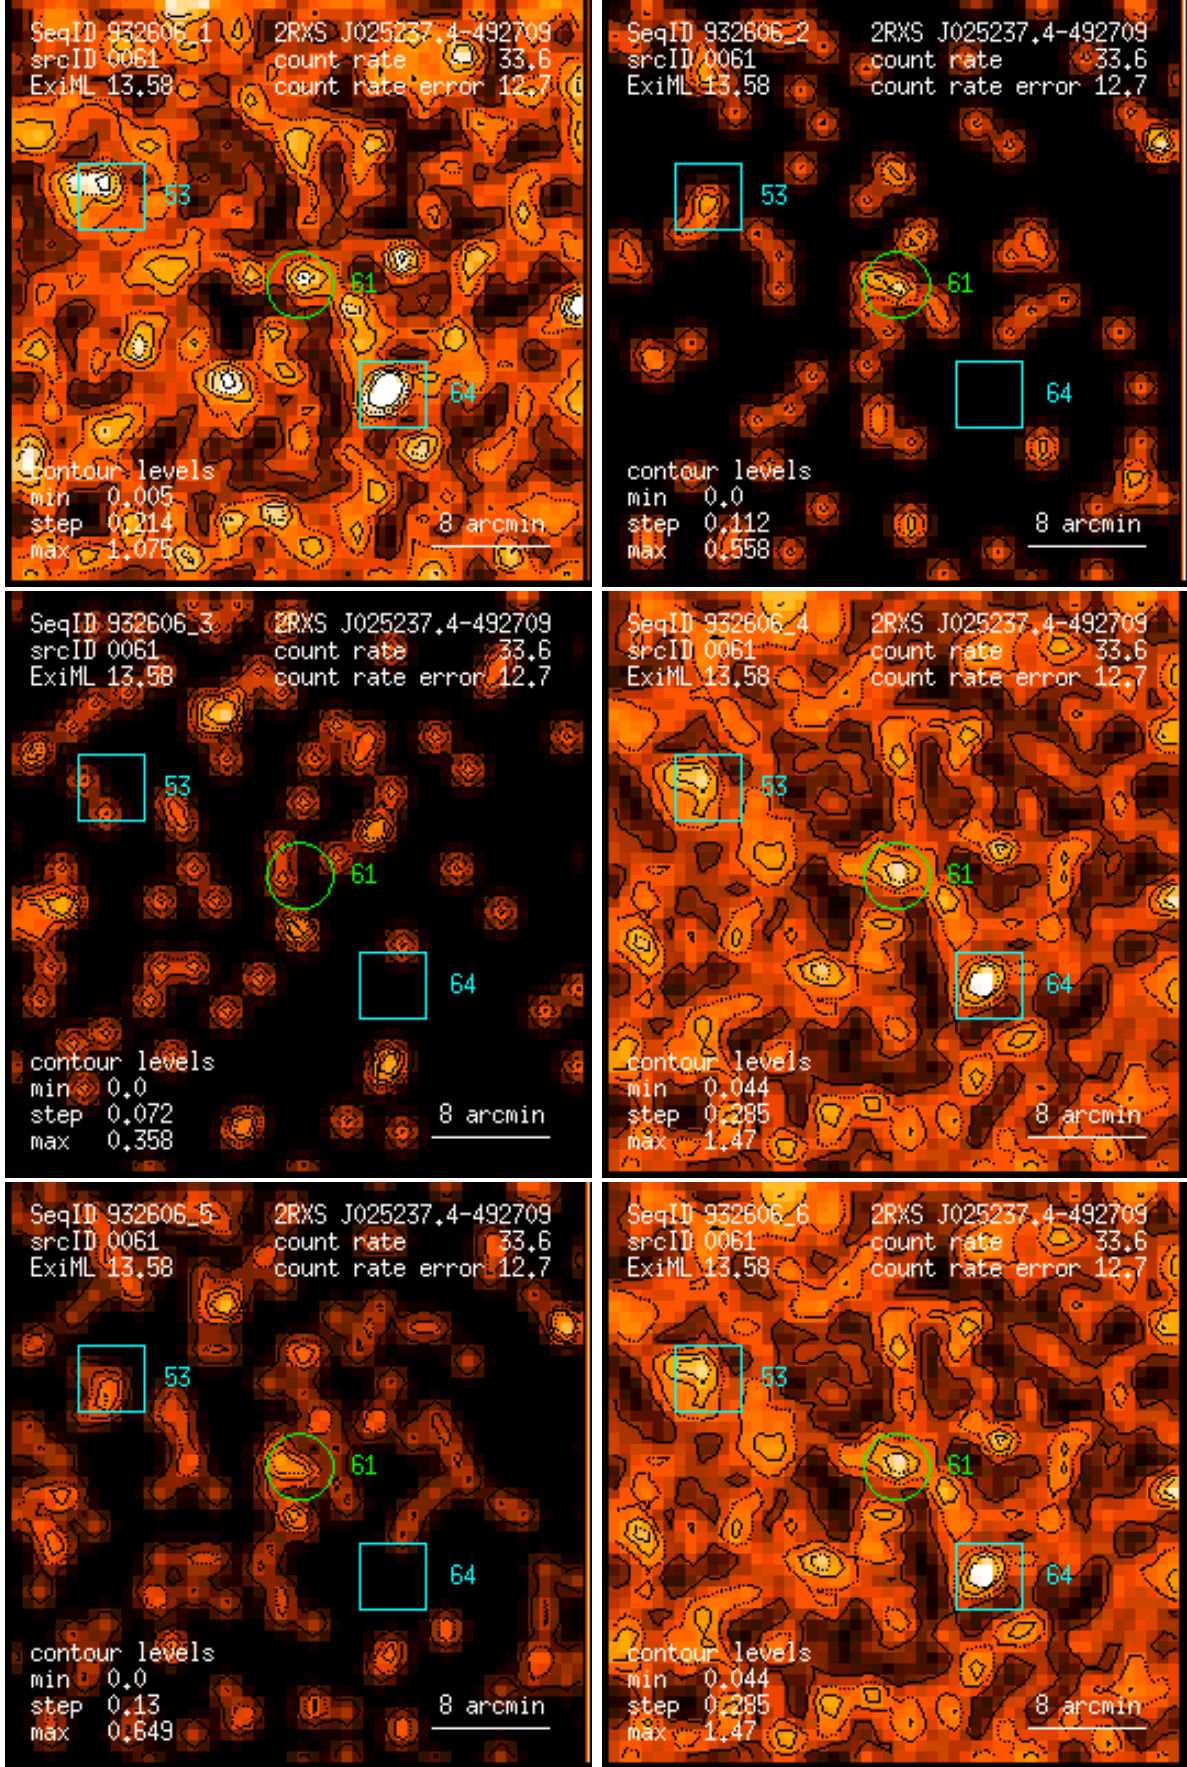 SeqID 932606_1 2RXS J025237.4-492709
srcID 0061 count rate 33.6
ExiML 13.58 count rate error 12.7
53
61
64
contour levels
min 0.005
step 0.214 8 arcmin
max 1.075
SeqID 932606_2 2RXS J025237.4-492709
srcID 0061 count rate 33.6
ExiML 13.58 count rate error 12.7
53
61
64
contour levels
min 0.0
step 0.112 8 arcmin
max 0.558
SeqID 932606_3 2RXS J025237.4-492709
srcID 0061 count rate 33.6
ExiML 13.58 count rate error 12.7
53
61
64
contour levels
min 0.0
step 0.072 8 arcmin
max 0.358
SeqID 932606_4 2RXS J025237.4-492709
srcID 0061 count rate 33.6
ExiML 13.58 count rate error 12.7
53
61
64
contour levels
min 0.044
step 0.285 8 arcmin
max 1.47
SeqID 932606_5 2RXS J025237.4-492709
srcID 0061 count rate 33.6
ExiML 13.58 count rate error 12.7
53
61
64
contour levels
min 0.0
step 0.13 8 arcmin
max 0.649
SeqID 932606_6 2RXS J025237.4-492709
srcID 0061 count rate 33.6
ExiML 13.58 count rate error 12.7
53
61
64
contour levels
min 0.044
step 0.285 8 arcmin
max 1.47